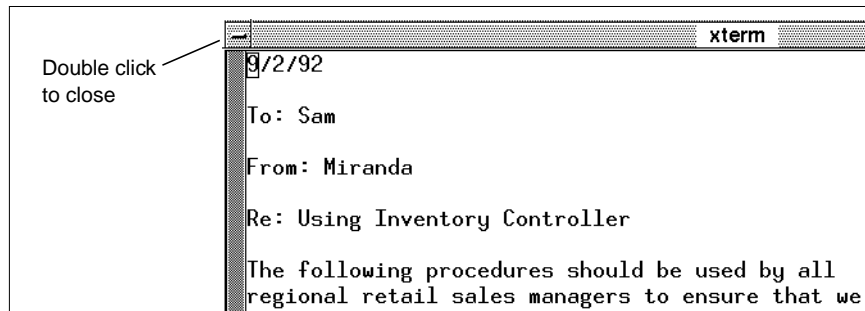 xterm
Double click
to close
9/2/92
To: Sam
From: Miranda
Re: Using Inventory Controller
The following procedures should be used by all
regional retail sales managers to ensure that we